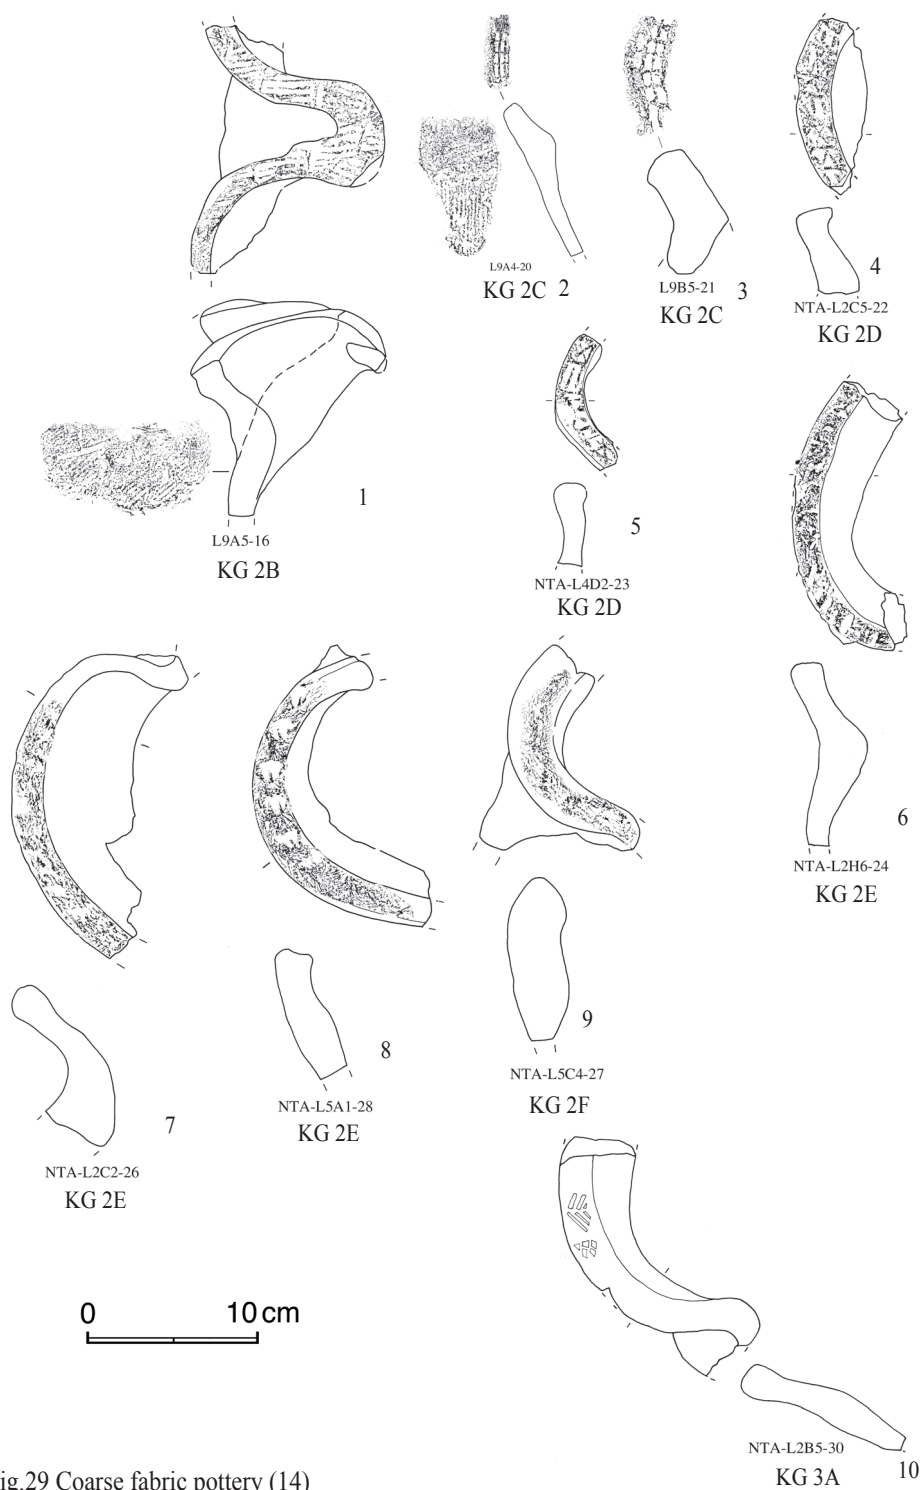 L9A4-20
KG 2C 2
L9B5-21
3
KG 2C
4
NTA-L2C5-22
KG 2D
1
L9A5-16
KG 2B
5
NTA-L4D2-23
KG 2D
6
NTA-L2H6-24
KG 2E
7
NTA-L2C2-26
KG 2E
8
NTA-L5A1-28
KG 2E
9
NTA-L5C4-27
KG 2F
0 10 cm
NTA-L2B5-30
KG 3A
10
ig.29 Coarse fabric pottery (14)